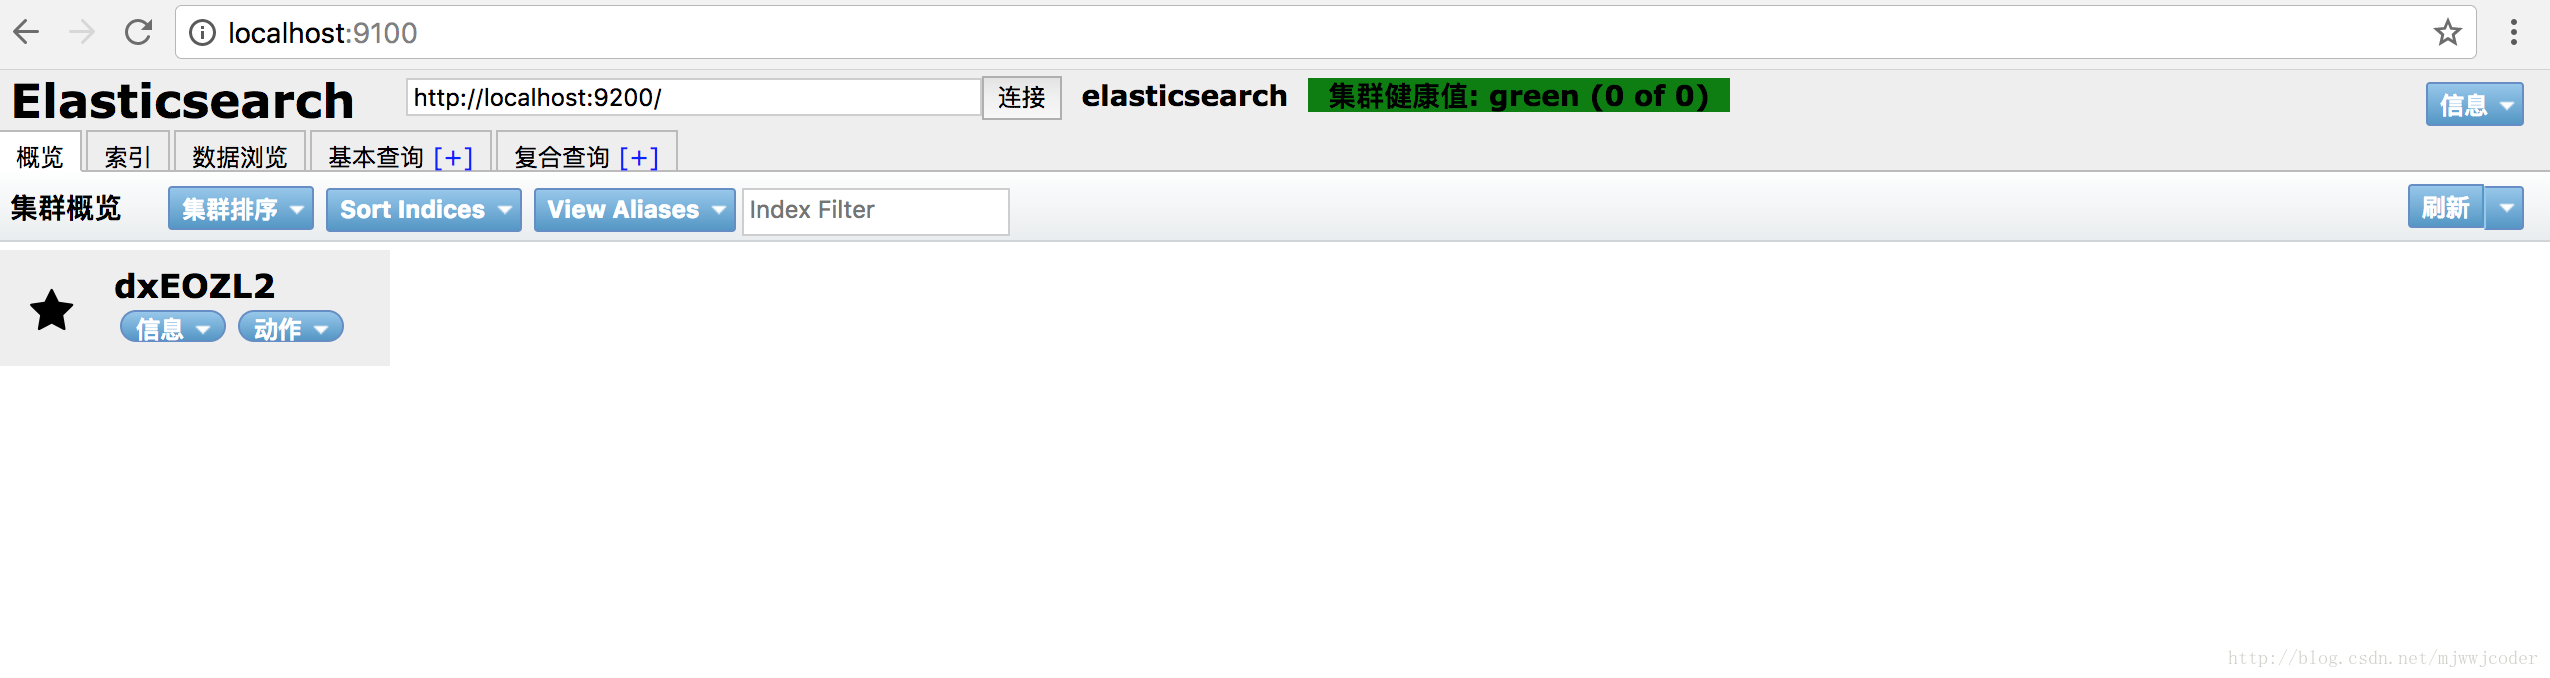 localhost:9100
Elasticsearch http://localhost:9200/ 连接 elasticsearch 集群健康值: green (0 of 0) 信息
概览 索引 数据浏览 基本查询 [+] 复合查询 [+]
集群概览 集群排序 Sort Indices View Aliases Index Filter 刷新
dxEOZL2
信息 动作
http://blog.csdn.net/mjwwjcoder